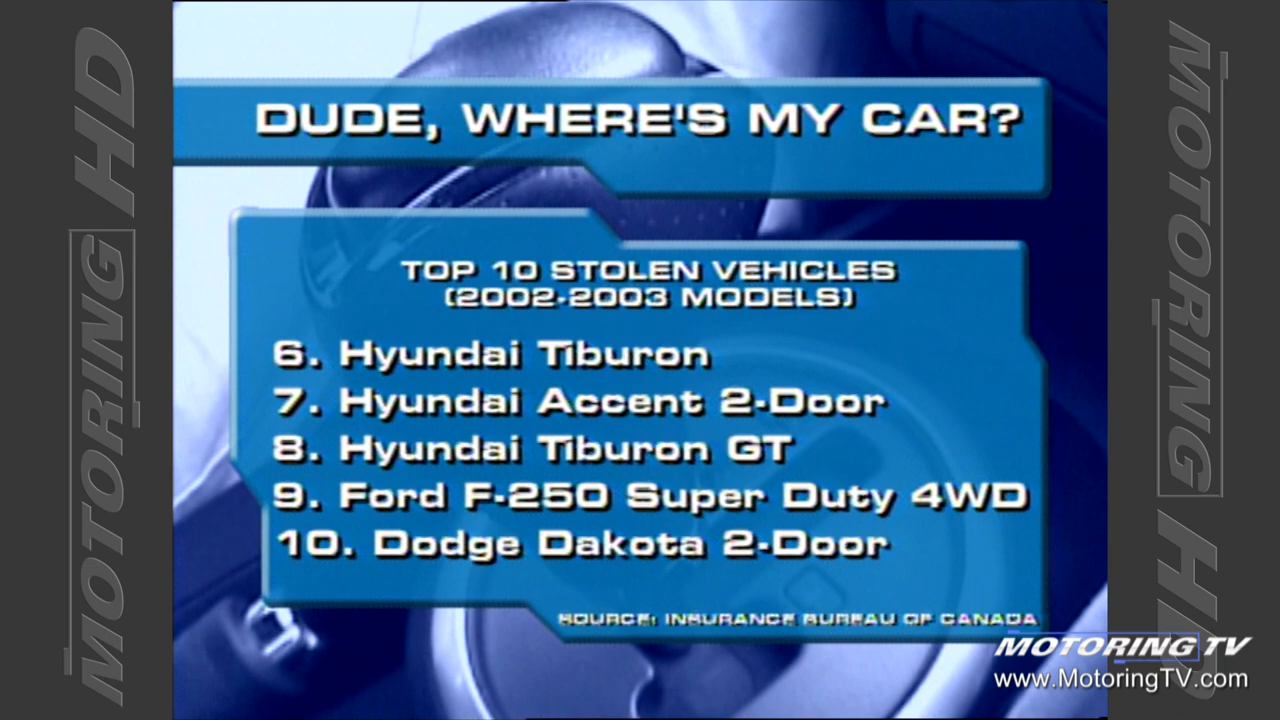 MOTORING HD
DUDE, WHERE'S MY CAR?
TOP 10 STOLEN VEHICLES
(2002-2003 MODELS)
6. Hyundai Tiburon
7. Hyundai Accent 2-Door
8. Hyundai Tiburon GT
9. Ford F-250 Super Duty 4WD
10. Dodge Dakota 2-Door
SOURCE: INSURANCE BUREAU OF CANADA
MOTORING HD
MOTORING TV
www.MotoringTV.com